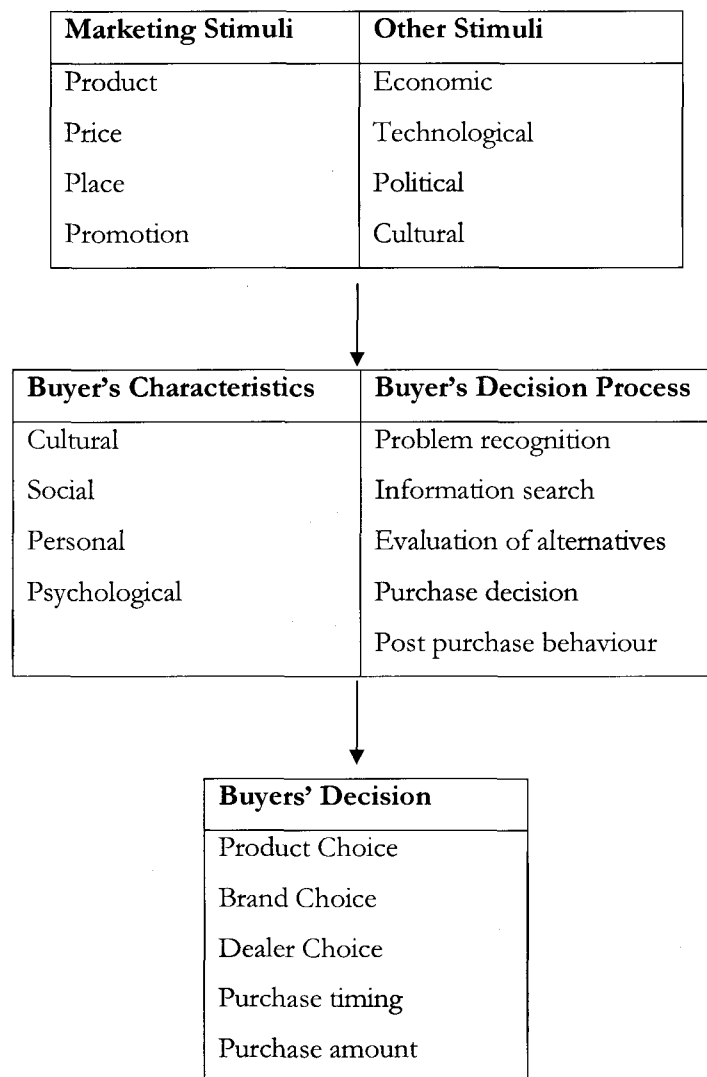 Marketing Stimuli
Other Stimuli
Product
Economic
Price
Technological
Place
Political
Promotion
Cultural
Buyer's Characteristics
Buyer's Decision Process
Cultural
Problem recognition
Social
Information search
Personal
Evaluation of alternatives
Psychological
Purchase decision
Post purchase behaviour
Buyers' Decision
Product Choice
Brand Choice
Dealer Choice
Purchase timing
Purchase amount